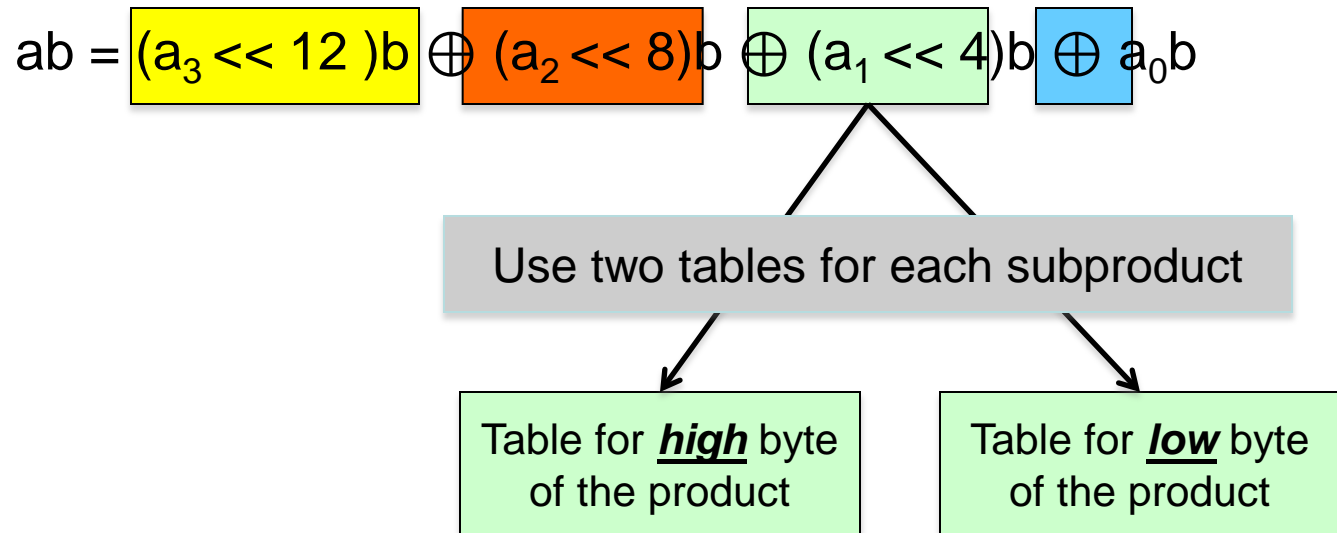 ab = (a₃ << 12 )b ⊕ (a₂ << 8)b ⊕ (a₁ << 4)b ⊕ a₀b
Use two tables for each subproduct
Table for high byte
of the product
Table for low byte
of the product